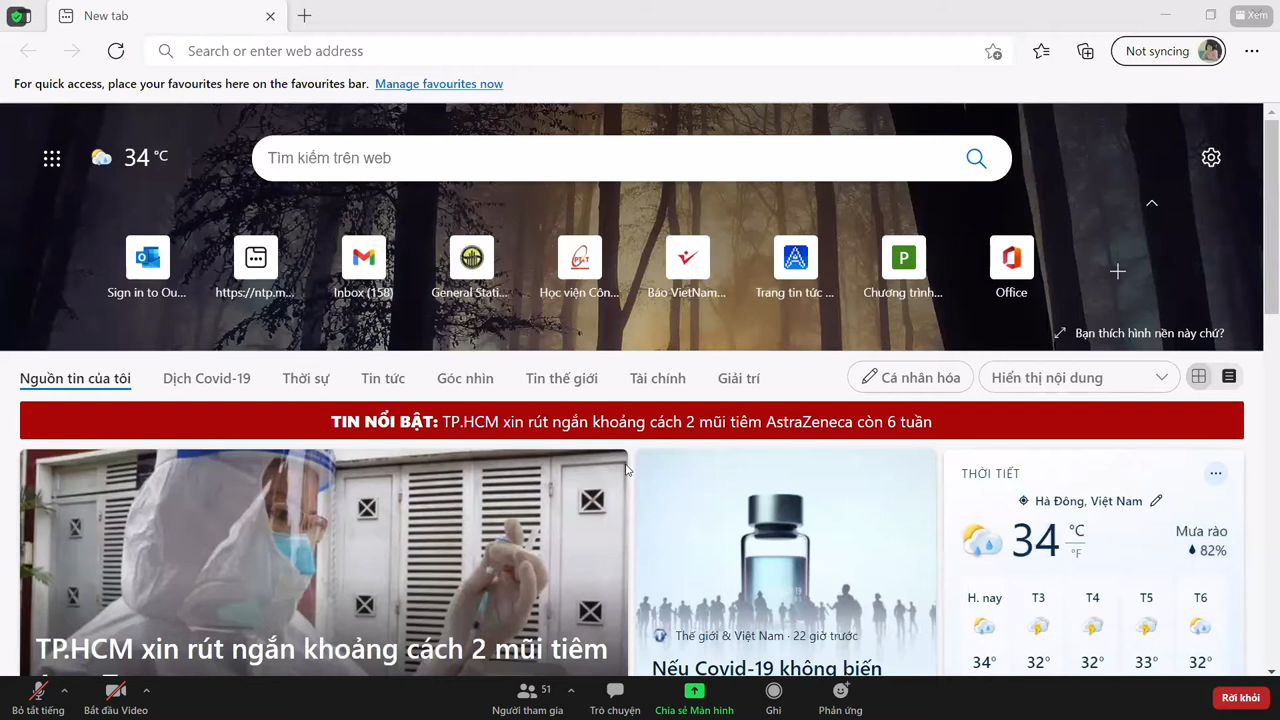 New tab
Xem
Search or enter web address
Not syncing
For quick access, place your favourites here on the favourites bar. Manage favourites now
34 °C
Tìm kiếm trên web
Sign in to Ou...
https://ntp.m...
Inbox (158)
General Stati...
Học viện Côn...
Báo VietNam...
Trang tin tức ...
Chương trình...
Office
Bạn thích hình nền này chứ?
Nguồn tin của tôi
Dịch Covid-19
Thời sự
Tin tức
Góc nhìn
Tin thế giới
Tài chính
Giải trí
Cá nhân hóa
Hiển thị nội dung
TIN NỔI BẬT: TP.HCM xin rút ngắn khoảng cách 2 mũi tiêm AstraZeneca còn 6 tuần
TP.HCM xin rút ngắn khoảng cách 2 mũi tiêm
Thế giới & Việt Nam · 22 giờ trước
Nếu Covid-19 không biến
THỜI TIẾT
Hà Đông, Việt Nam
34 °C
°F
Mưa rào
82%
H. nay T3 T4 T5 T6
34° 32° 32° 33° 32°
Bỏ tắt tiếng
Bắt đầu Video
51
Người tham gia
Trò chuyện
Chia sẻ Màn hình
Ghi
Phản ứng
Rời khỏi